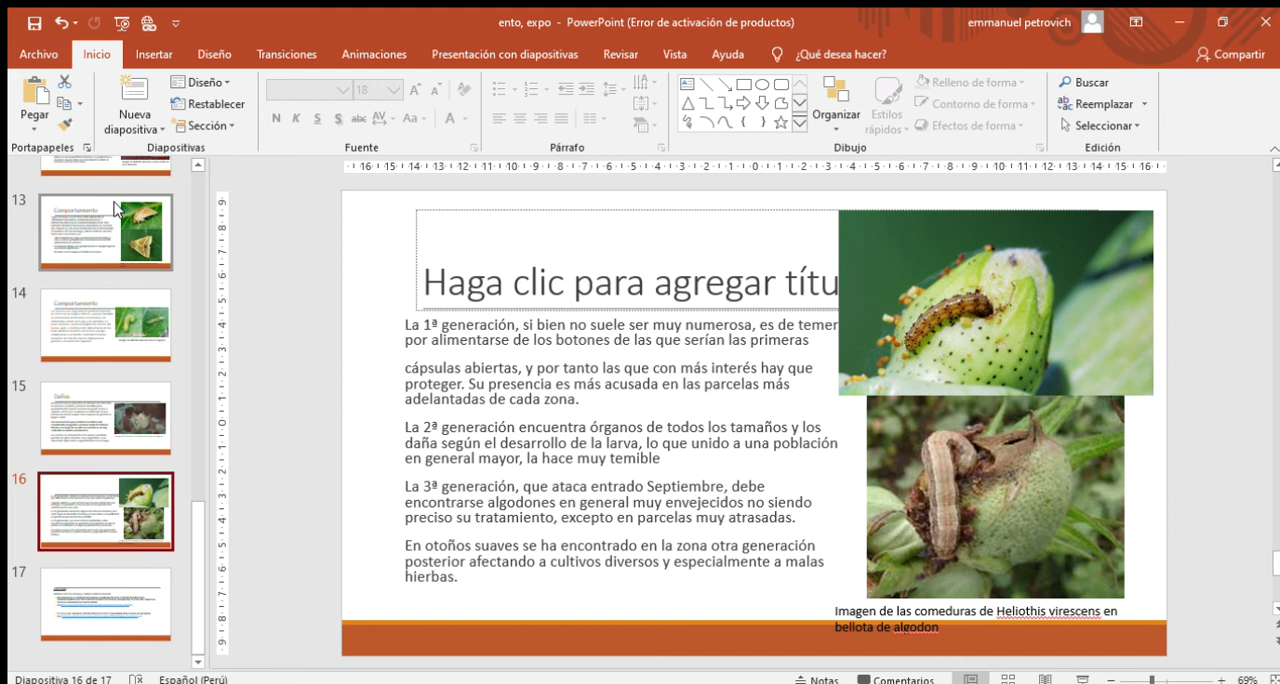 ento, expo - PowerPoint (Error de activación de productos)
emmanuel petrovich
Archivo
Inicio
Insertar
Diseño
Transiciones
Animaciones
Presentación con diapositivas
Revisar
Vista
Ayuda
¿Qué desea hacer?
Compartir
Pegar
Portapapeles
Nueva
diapositiva
Diseño
Restablecer
Sección
Diapositivas
18
N K S S abc AV Aa A
Fuente
Párrafo
Organizar
Estilos
rápidos
Relleno de forma
Contorno de forma
Efectos de forma
Dibujo
Buscar
Reemplazar
Seleccionar
Edición
13
Comportamiento
14
Comportamiento
15
Daños
16
17
Haga clic para agregar títu
La 1ª generación, si bien no suele ser muy numerosa, es de temer
por alimentarse de los botones de las que serían las primeras
cápsulas abiertas, y por tanto las que con más interés hay que
proteger. Su presencia es más acusada en las parcelas más
adelantadas de cada zona.
La 2ª generación encuentra órganos de todos los tamaños y los
daña según el desarrollo de la larva, lo que unido a una población
en general mayor, la hace muy temible
La 3ª generación, que ataca entrado Septiembre, debe
encontrarse algodones en general muy envejecidos no siendo
preciso su tratamiento, excepto en parcelas muy atrasadas.
En otoños suaves se ha encontrado en la zona otra generación
posterior afectando a cultivos diversos y especialmente a malas
hierbas.
Imagen de las comeduras de Heliothis virescens en
bellota de algodon
Diapositiva 16 de 17
Español (Perú)
Notas
Comentarios
69%